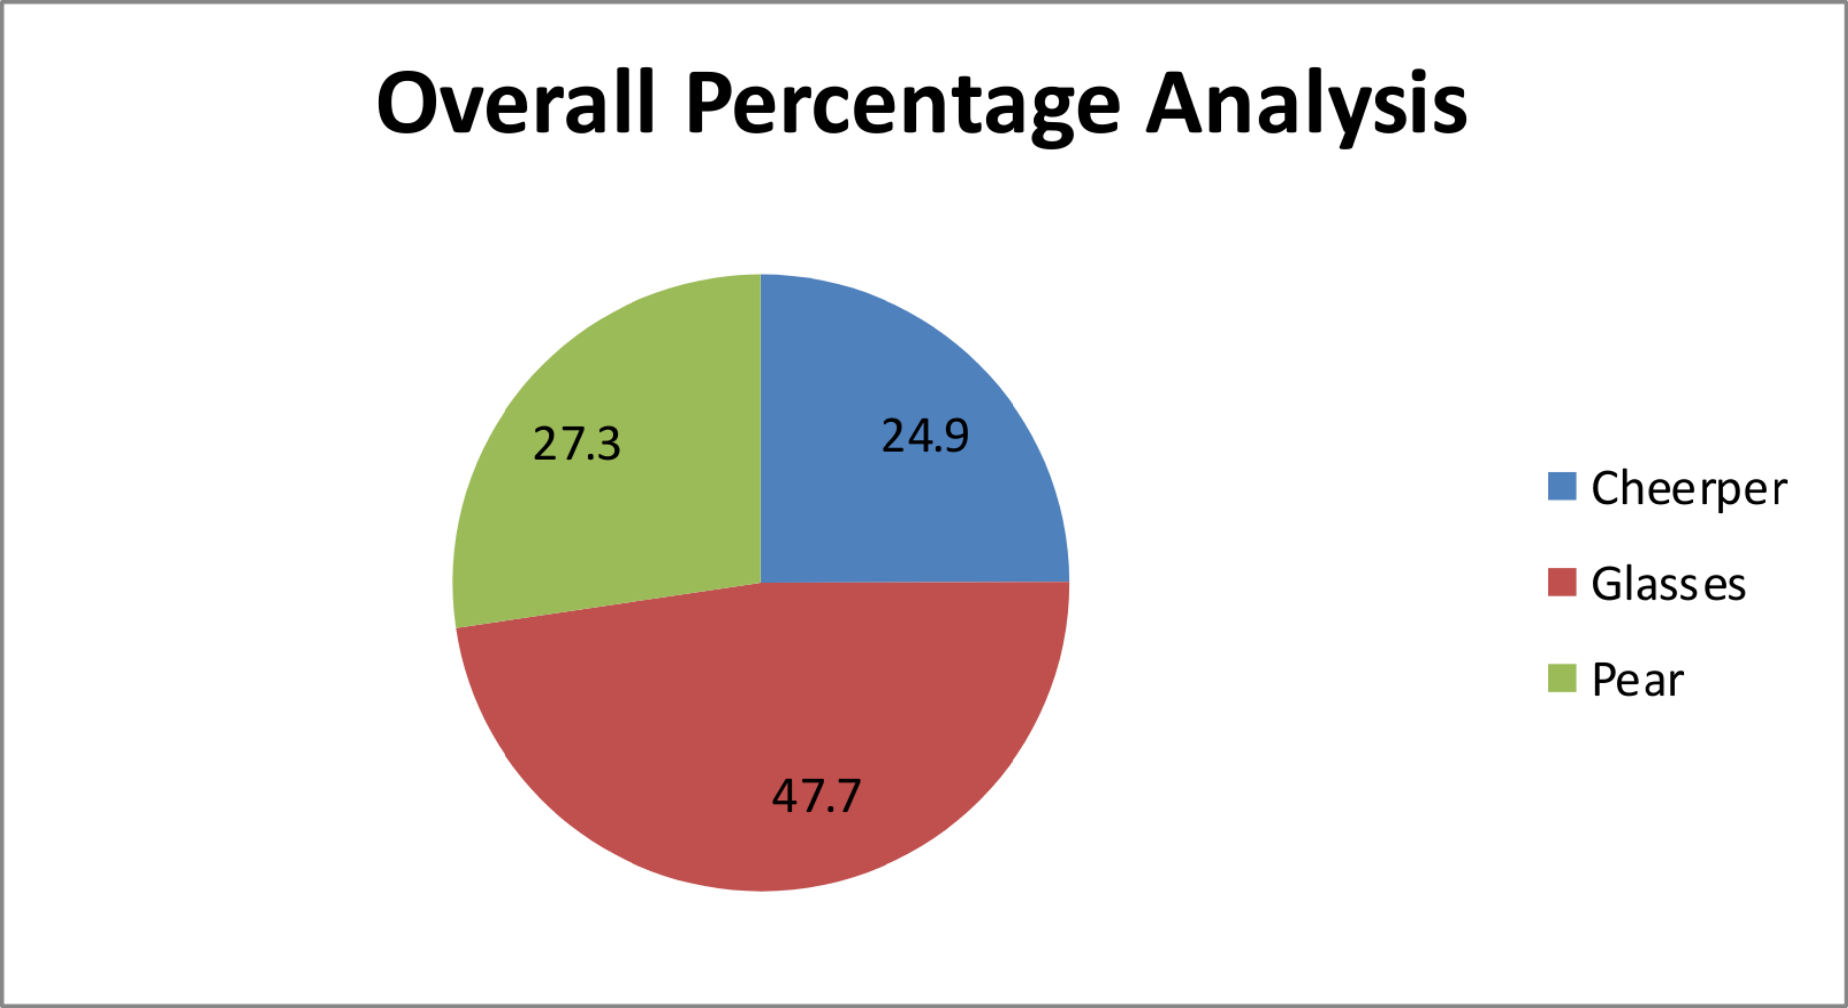 Overall Percentage Analysis
27.3
24.9
47.7
Cheerper
Glasses
Pear